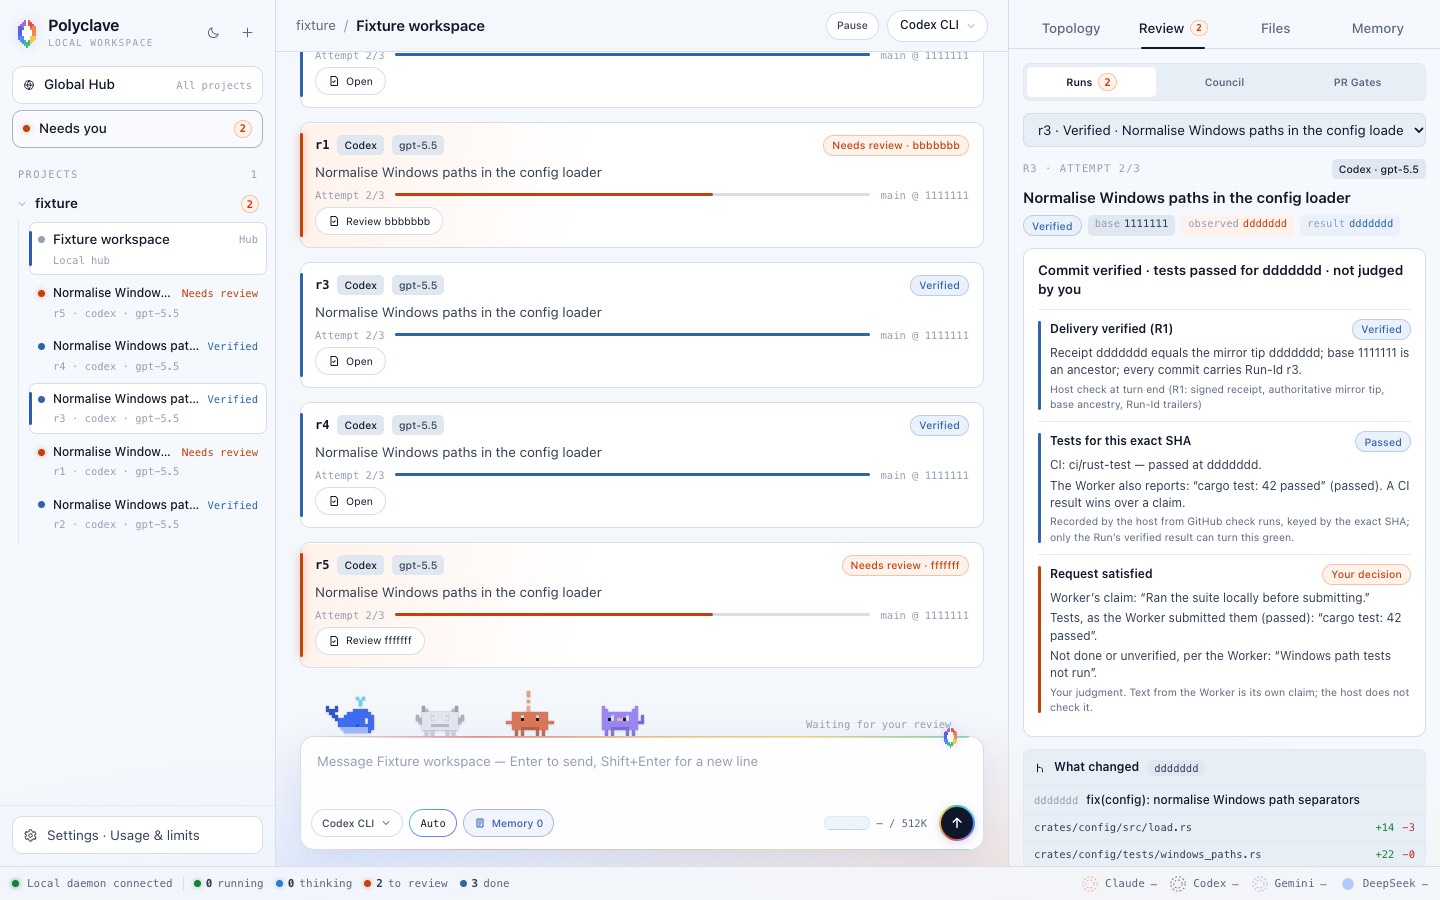 Polyclave
LOCAL WORKSPACE
Global Hub All projects
Needs you 2
PROJECTS 1
fixture 2
Fixture workspace Hub
Local hub
Normalise Window... Needs review
r5 · codex · gpt-5.5
Normalise Windows pat... Verified
r4 · codex · gpt-5.5
Normalise Windows pat... Verified
r3 · codex · gpt-5.5
Normalise Window... Needs review
r1 · codex · gpt-5.5
Normalise Windows pat... Verified
r2 · codex · gpt-5.5
Settings · Usage & limits
fixture / Fixture workspace
Pause Codex CLI
Attempt 2/3 main @ 1111111
Open
r1 Codex gpt-5.5 Needs review · bbbbbbb
Normalise Windows paths in the config loader
Attempt 2/3 main @ 1111111
Review bbbbbbb
r3 Codex gpt-5.5 Verified
Normalise Windows paths in the config loader
Attempt 2/3 main @ 1111111
Open
r4 Codex gpt-5.5 Verified
Normalise Windows paths in the config loader
Attempt 2/3 main @ 1111111
Open
r5 Codex gpt-5.5 Needs review · fffffff
Normalise Windows paths in the config loader
Attempt 2/3 main @ 1111111
Review fffffff
Waiting for your review
Message Fixture workspace — Enter to send, Shift+Enter for a new line
Codex CLI Auto Memory 0 — / 512K
Topology Review 2 Files Memory
Runs 2 Council PR Gates
r3 · Verified · Normalise Windows paths in the config loade
R3 · ATTEMPT 2/3 Codex · gpt-5.5
Normalise Windows paths in the config loader
Verified base 1111111 observed ddddddd result ddddddd
Commit verified · tests passed for ddddddd · not judged
by you
Delivery verified (R1) Verified
Receipt ddddddd equals the mirror tip ddddddd; base 1111111 is
an ancestor; every commit carries Run-Id r3.
Host check at turn end (R1: signed receipt, authoritative mirror tip,
base ancestry, Run-Id trailers)
Tests for this exact SHA Passed
CI: ci/rust-test — passed at ddddddd.
The Worker also reports: “cargo test: 42 passed” (passed). A CI
result wins over a claim.
Recorded by the host from GitHub check runs, keyed by the exact SHA;
only the Run’s verified result can turn this green.
Request satisfied Your decision
Worker’s claim: “Ran the suite locally before submitting.”
Tests, as the Worker submitted them (passed): “cargo test: 42
passed”.
Not done or unverified, per the Worker: “Windows path tests
not run”.
Your judgment. Text from the Worker is its own claim; the host does not
check it.
What changed ddddddd
ddddddd fix(config): normalise Windows path separators
crates/config/src/load.rs +14 −3
crates/config/tests/windows_paths.rs +22 −0
Local daemon connected 0 running 0 thinking 2 to review 3 done
Claude — Codex — Gemini — DeepSeek —